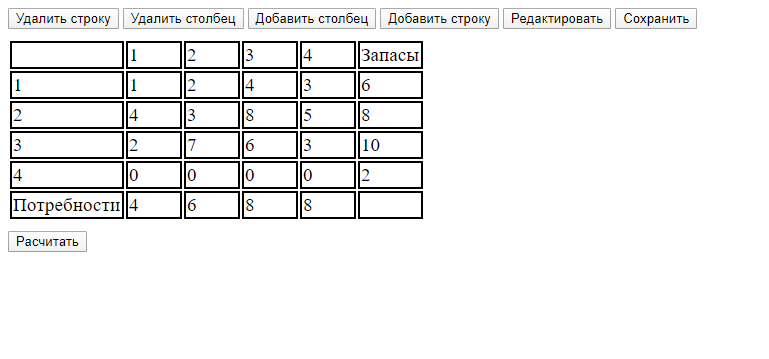 Удалить строку Удалить столбец Добавить столбец Добавить строку Редактировать Сохранить
1 2 3 4 Запасы
1 1 2 4 3 6
2 4 3 8 5 8
3 2 7 6 3 10
4 0 0 0 0 2
Потребности 4 6 8 8
Расчитать